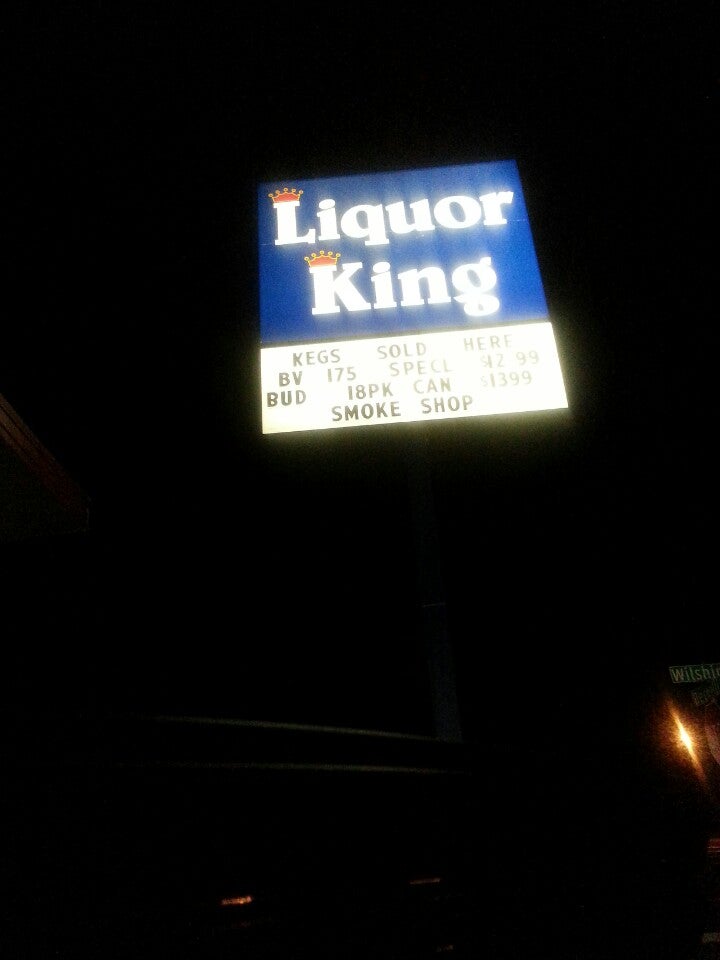 Liquor
King
KEGS SOLD HERE
BV 175 SPECL $12 99
BUD 18PK CAN $1399
SMOKE SHOP